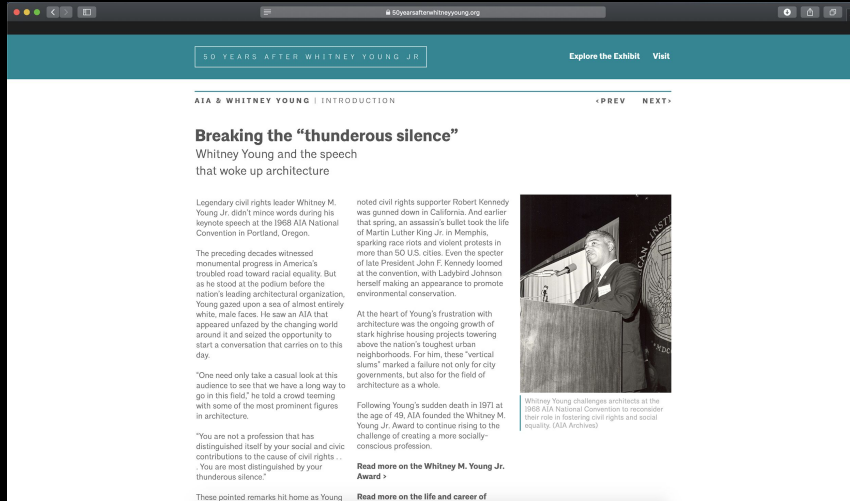 50yearsafterwhitneyyoung.org
50 YEARS AFTER WHITNEY YOUNG JR
Explore the Exhibit
Visit
AIA & WHITNEY YOUNG | INTRODUCTION
‹PREV
NEXT›
Breaking the “thunderous silence”
Whitney Young and the speech
that woke up architecture
Legendary civil rights leader Whitney M.
Young Jr. didn’t mince words during his
keynote speech at the 1968 AIA National
Convention in Portland, Oregon.
The preceding decades witnessed
monumental progress in America’s
troubled road toward racial equality. But
as he stood at the podium before the
nation’s leading architectural organization,
Young gazed upon a sea of almost entirely
white, male faces. He saw an AIA that
appeared unfazed by the changing world
around it and seized the opportunity to
start a conversation that carries on to this
day.
“One need only take a casual look at this
audience to see that we have a long way to
go in this field,” he told a crowd teeming
with some of the most prominent figures
in architecture.
“You are not a profession that has
distinguished itself by your social and civic
contributions to the cause of civil rights . .
. You are most distinguished by your
thunderous silence.”
These pointed remarks hit home as Young
noted civil rights supporter Robert Kennedy
was gunned down in California. And earlier
that spring, an assassin’s bullet took the life
of Martin Luther King Jr. in Memphis,
sparking race riots and violent protests in
more than 50 U.S. cities. Even the specter
of late President John F. Kennedy loomed
at the convention, with Ladybird Johnson
herself making an appearance to promote
environmental conservation.
At the heart of Young’s frustration with
architecture was the ongoing growth of
stark highrise housing projects towering
above the nation’s toughest urban
neighborhoods. For him, these “vertical
slums” marked a failure not only for city
governments, but also for the field of
architecture as a whole.
Following Young’s sudden death in 1971 at
the age of 49, AIA founded the Whitney M.
Young Jr. Award to continue rising to the
challenge of creating a more socially-
conscious profession.
Read more on the Whitney M. Young Jr.
Award ›
Read more on the life and career of
Whitney Young challenges architects at the
1968 AIA National Convention to reconsider
their role in fostering civil rights and social
equality. (AIA Archives)